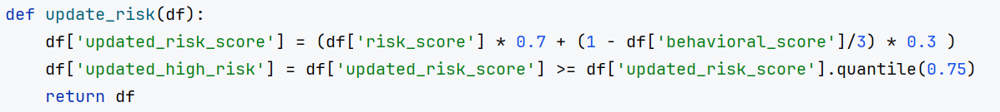 def update_risk(df):
    df['updated_risk_score'] = (df['risk_score'] * 0.7 + (1 - df['behavioral_score']/3) * 0.3 )
    df['updated_high_risk'] = df['updated_risk_score'] >= df['updated_risk_score'].quantile(0.75)
    return df